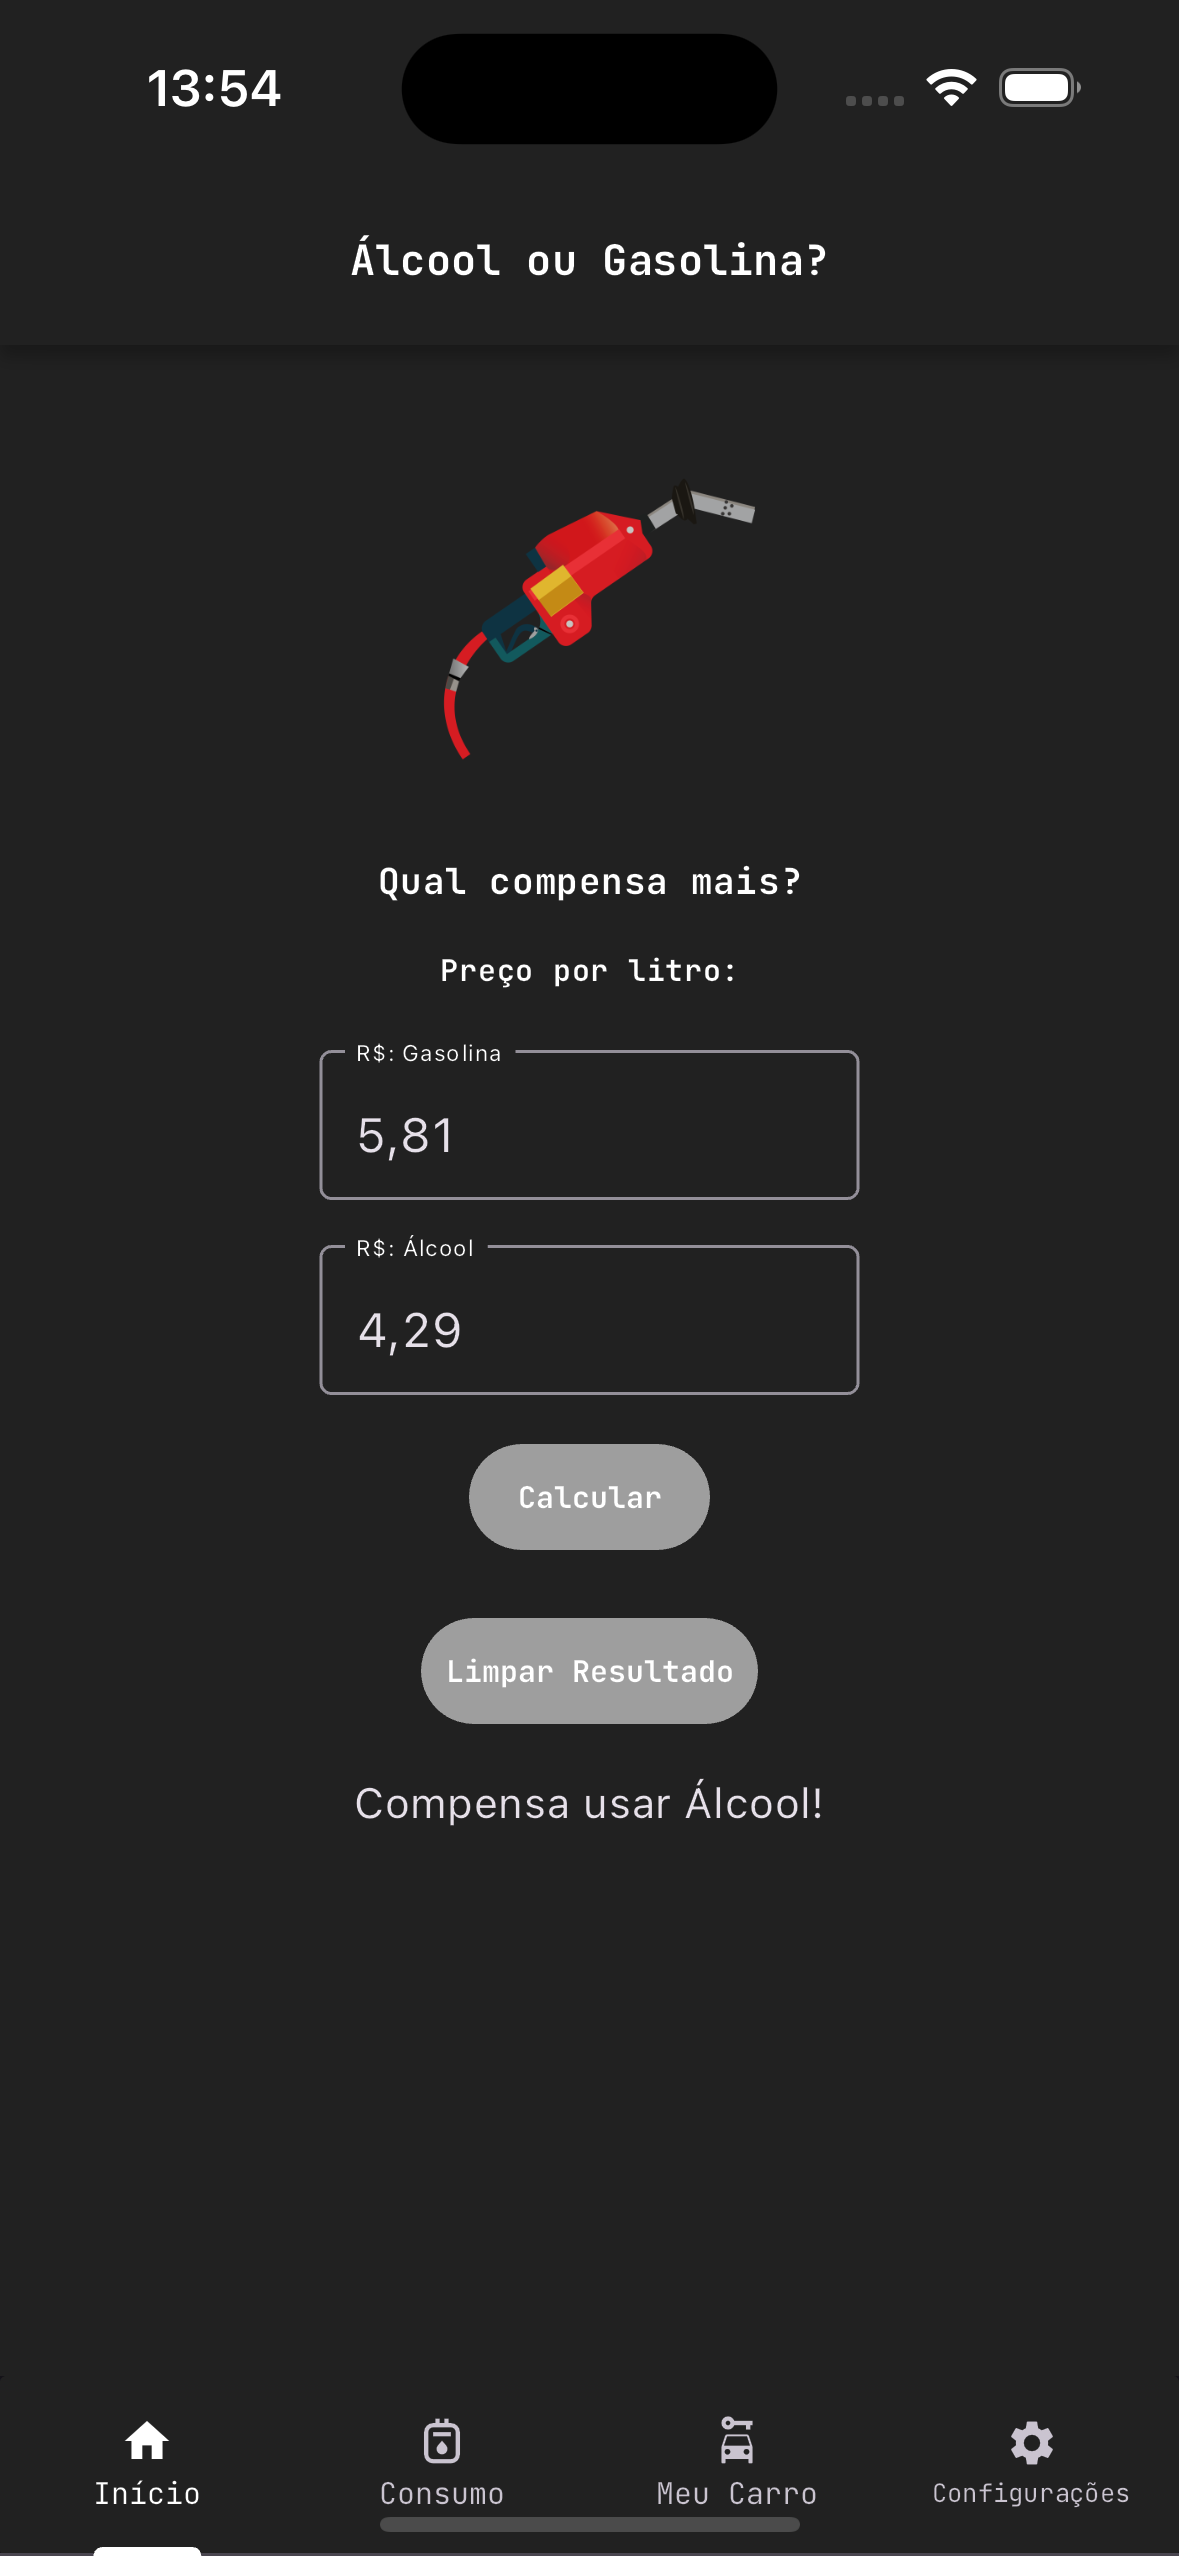 13:54
Álcool ou Gasolina?
Qual compensa mais?
Preço por litro:
R$: Gasolina
5,81
R$: Álcool
4,29
Calcular
Limpar Resultado
Compensa usar Álcool!
Início
Consumo
Meu Carro
Configurações